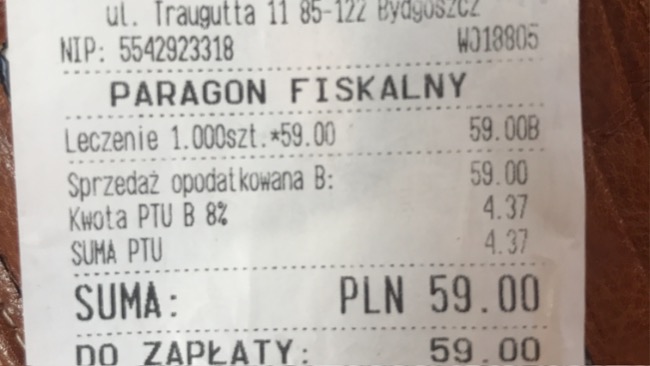 ul. Traugutta 11 85-122 Bydgoszcz
NIP: 5542923318 WJ18805
PARAGON FISKALNY
Leczenie 1.000szt.*59.00 59.00B
Sprzedaż opodatkowana B: 59.00
Kwota PTU B 8% 4.37
SUMA PTU 4.37
SUMA: PLN 59.00
DO ZAPŁATY: 59.00